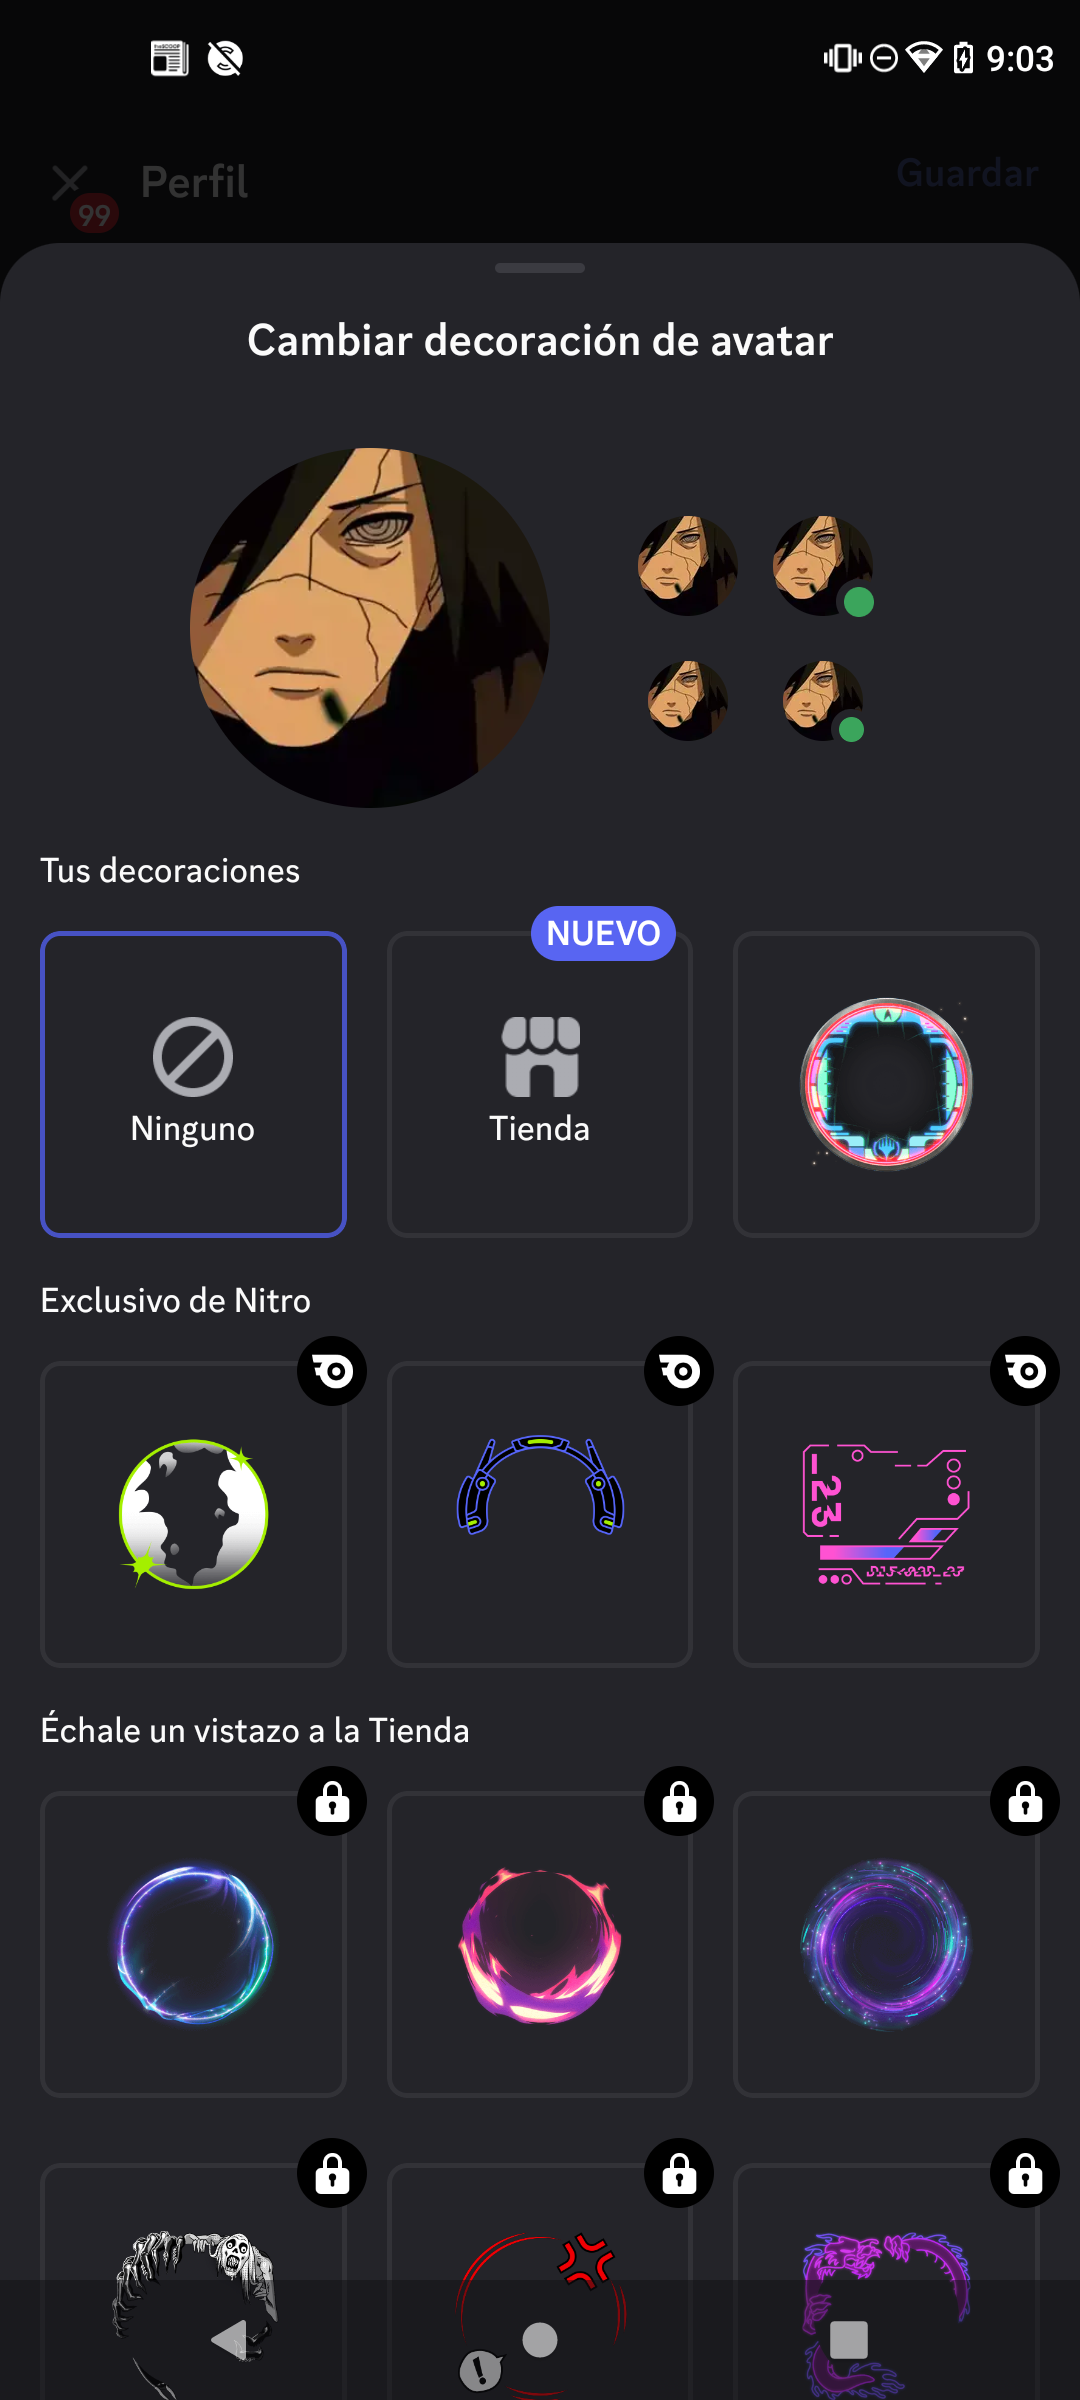 9:03
Perfil
Guardar
99
Cambiar decoración de avatar
Tus decoraciones
NUEVO
Ninguno
Tienda
Exclusivo de Nitro
_23
Échale un vistazo a la Tienda